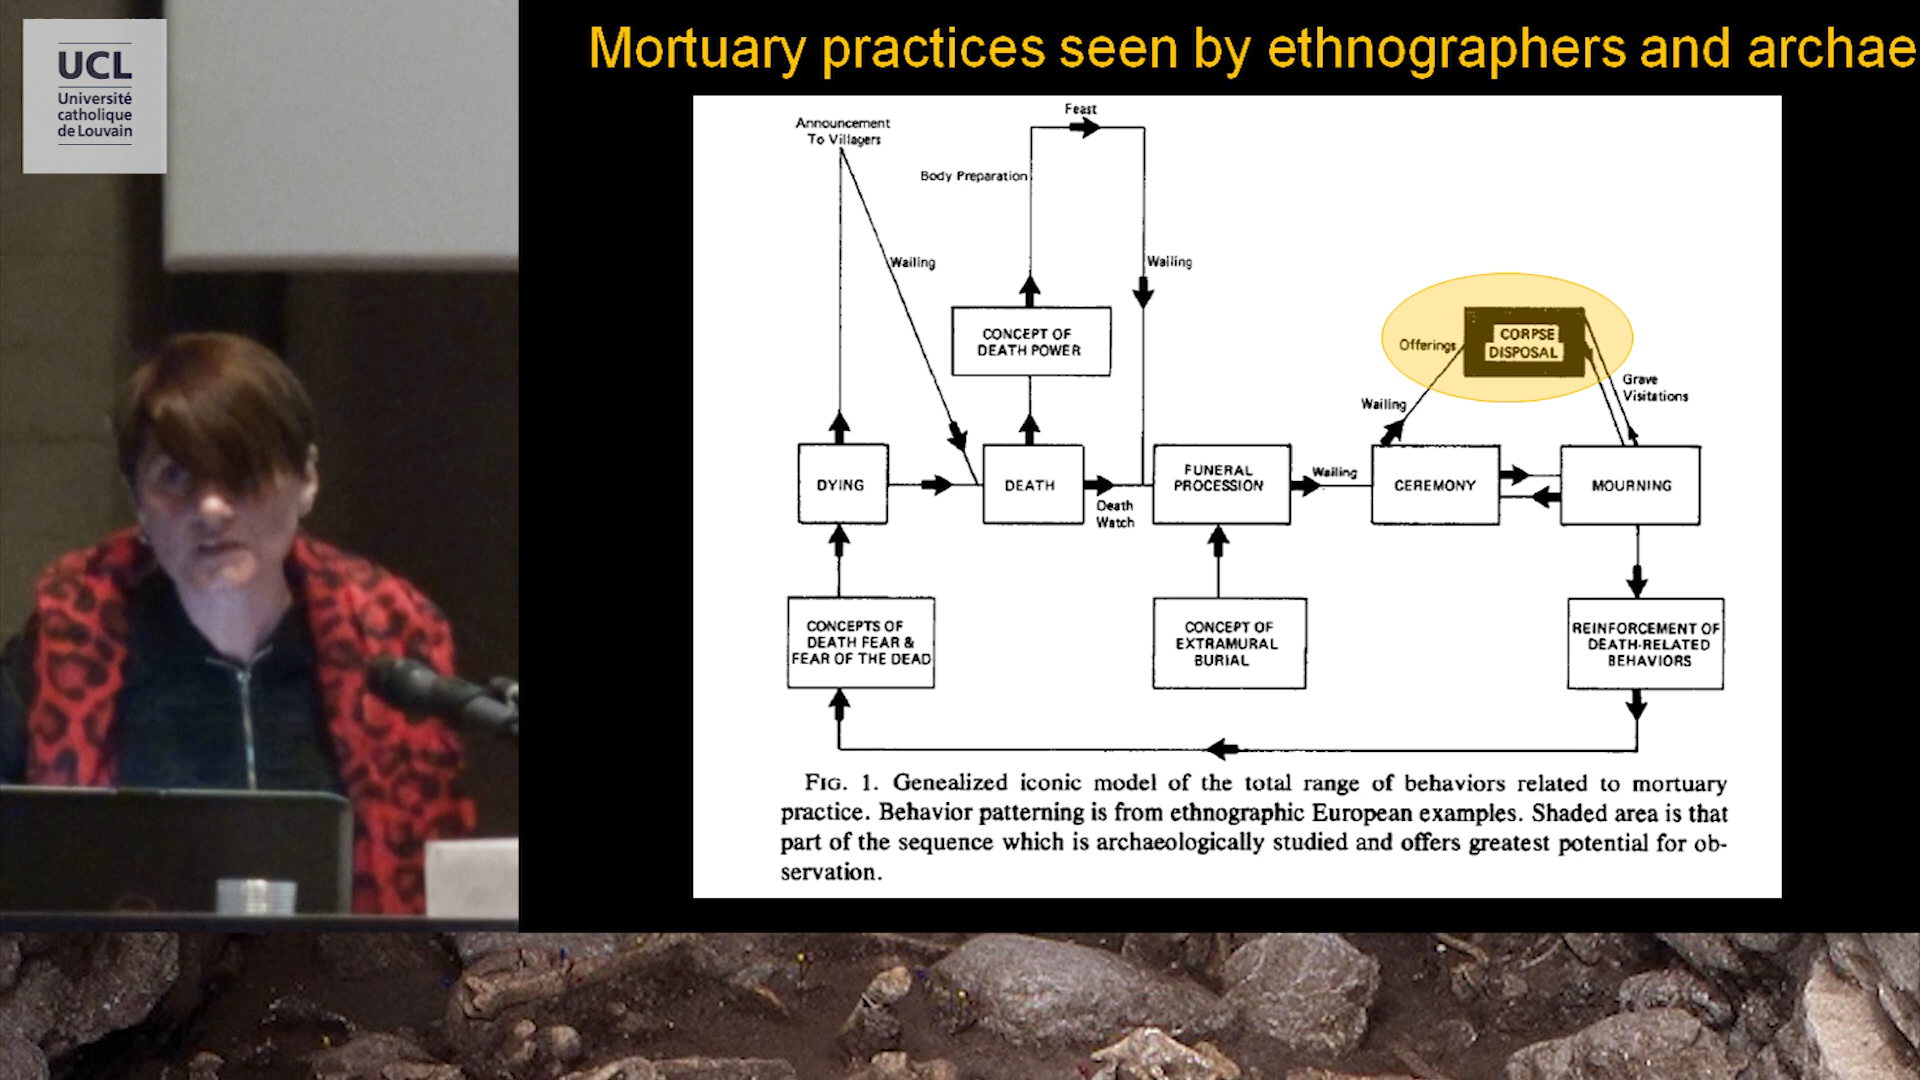 UCL
Université
catholique
de Louvain
Mortuary practices seen by ethnographers and archae
Feast
Announcement
To Villagers
Body Preparation
Wailing
Wailing
CONCEPT OF
DEATH POWER
CORPSE
DISPOSAL
Offerings
Grave
Visitations
Wailing
DYING
DEATH
Death
Watch
FUNERAL
PROCESSION
Wailing
CEREMONY
MOURNING
CONCEPTS OF
DEATH FEAR &
FEAR OF THE DEAD
CONCEPT OF
EXTRAMURAL
BURIAL
REINFORCEMENT OF
DEATH-RELATED
BEHAVIORS
FIG. 1. Genealized iconic model of the total range of behaviors related to mortuary
practice. Behavior patterning is from ethnographic European examples. Shaded area is that
part of the sequence which is archaeologically studied and offers greatest potential for ob-
servation.